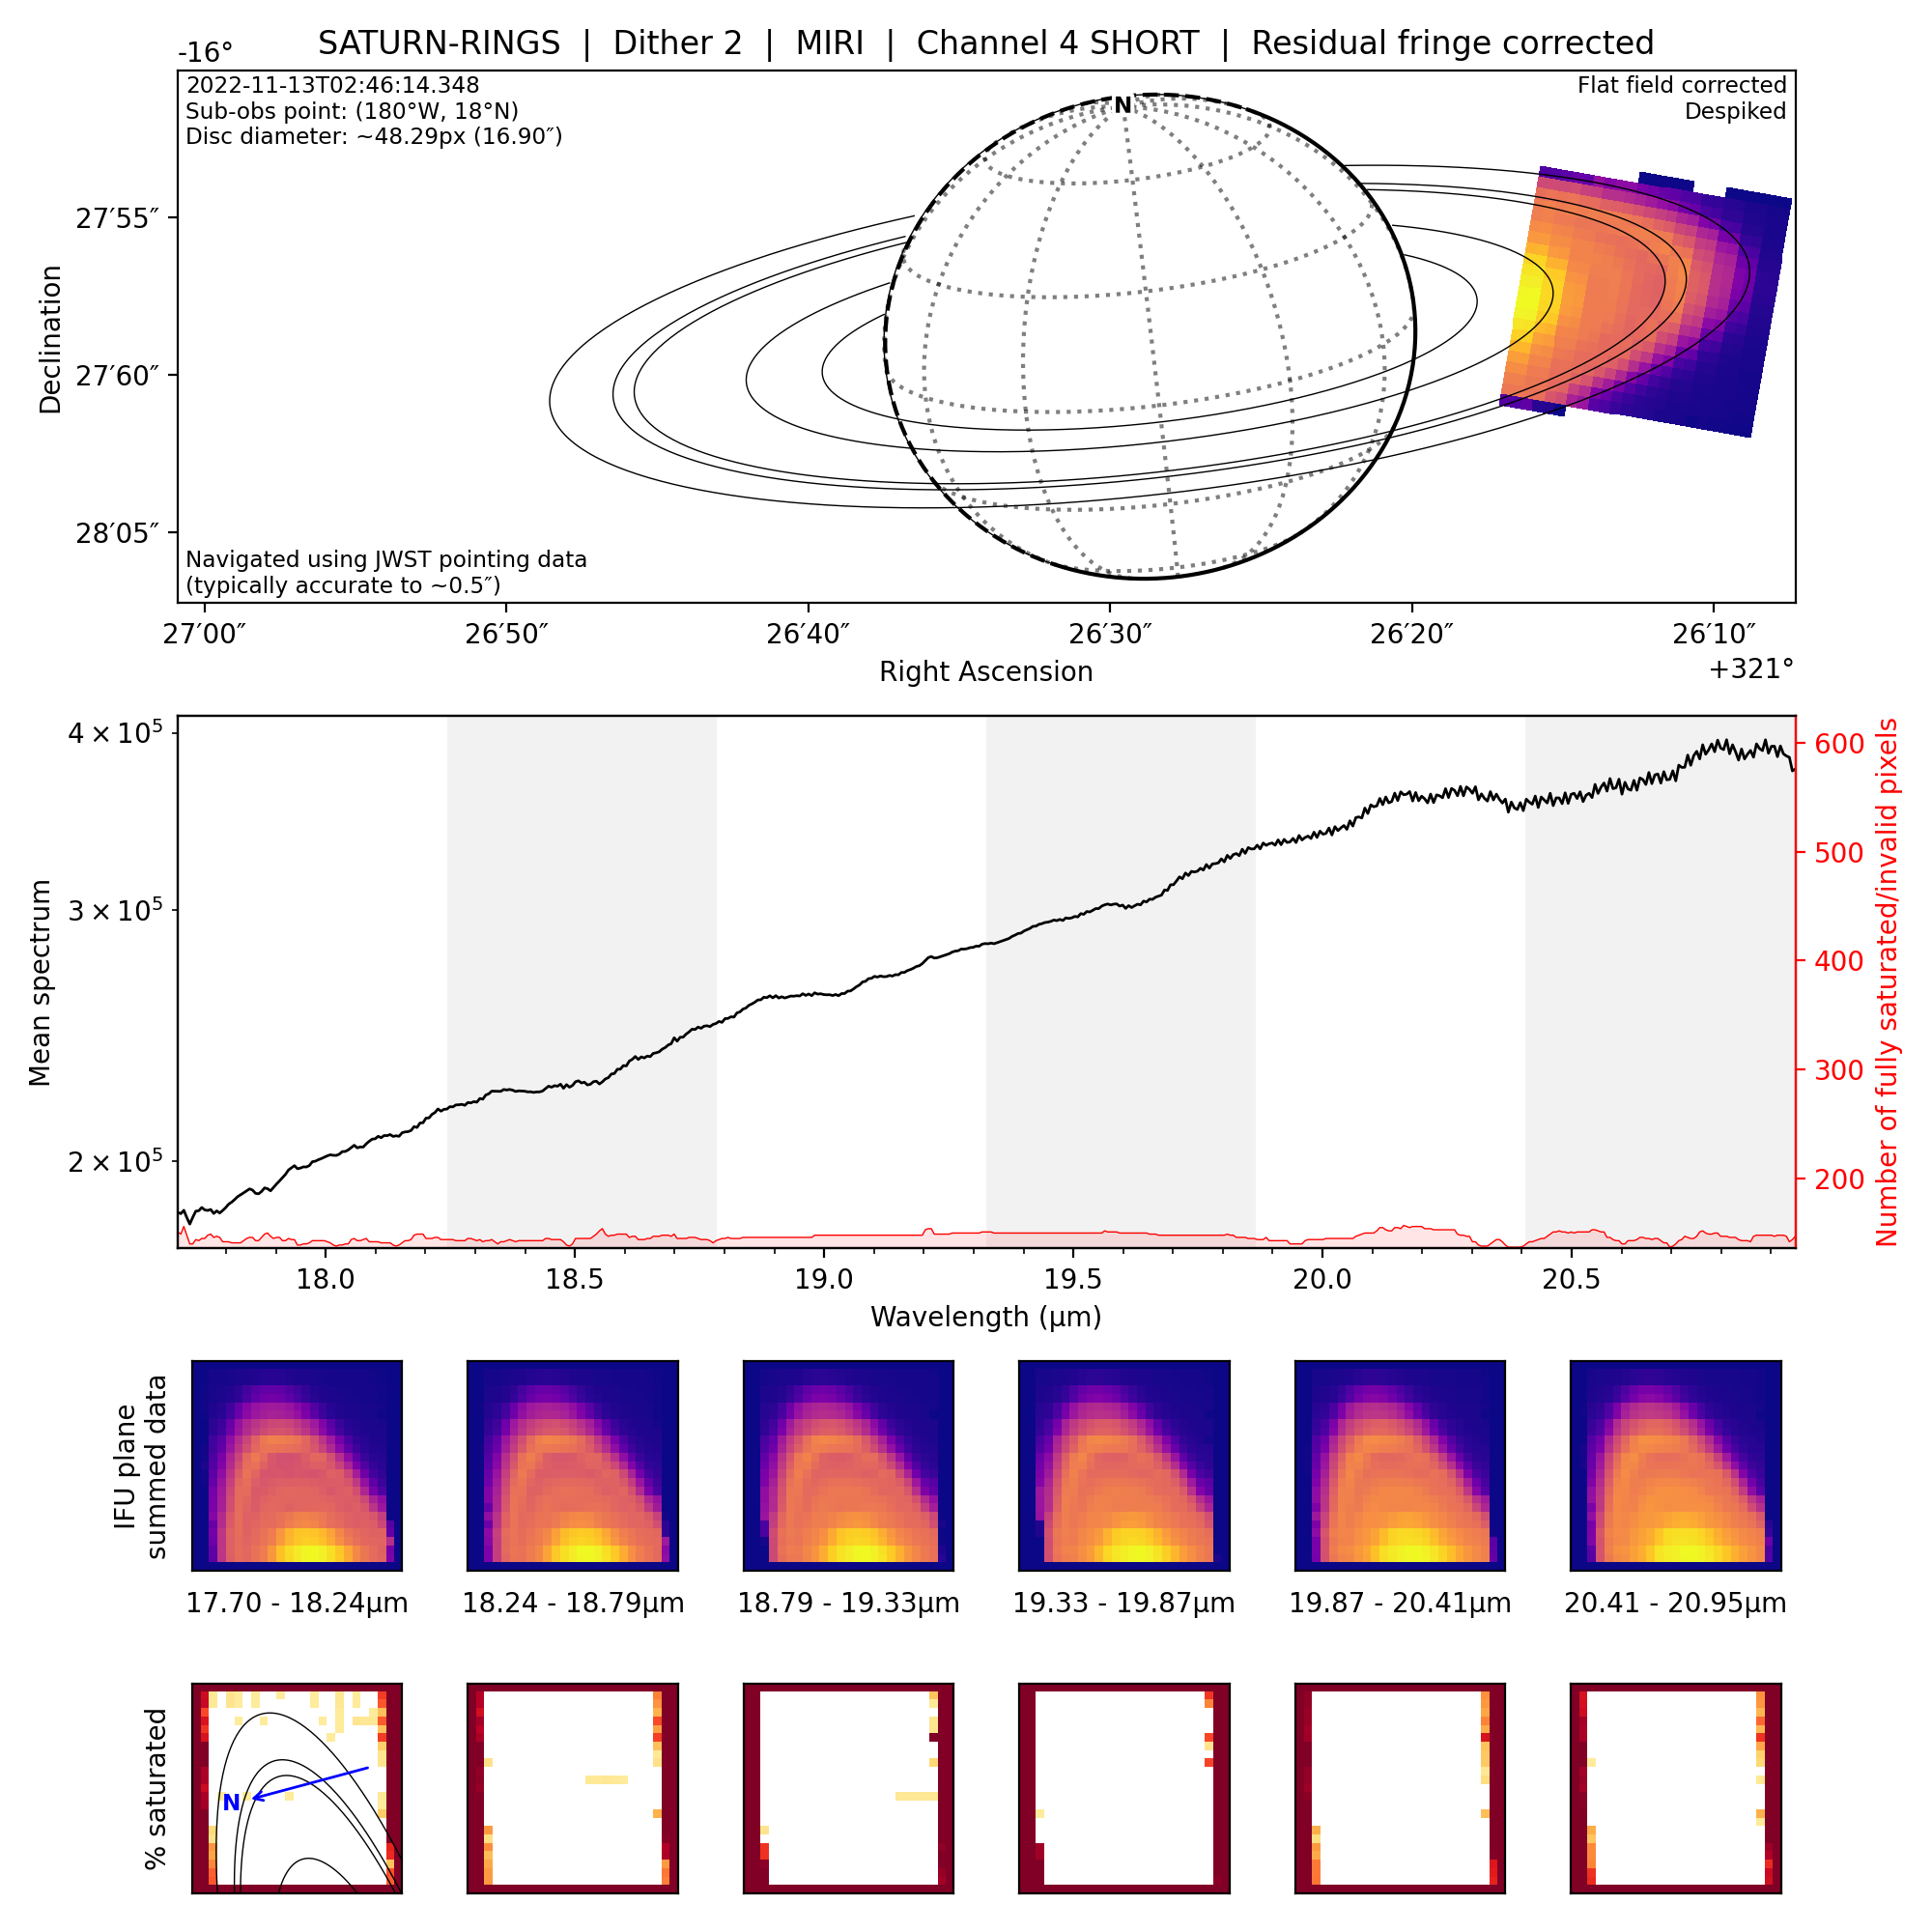 SATURN-RINGS | Dither 2 | MIRI | Channel 4 SHORT | Residual fringe corrected
-16°
2022-11-13T02:46:14.348
Sub-obs point: (180°W, 18°N)
Disc diameter: ~48.29px (16.90″)
Flat field corrected
Despiked
N
Declination
27′55″
27′60″
28′05″
Navigated using JWST pointing data
(typically accurate to ~0.5″)
27′00″ 26′50″ 26′40″ 26′30″ 26′20″ 26′10″
Right Ascension
+321°
Mean spectrum
4 × 10⁵
3 × 10⁵
2 × 10⁵
600
500
400
300
200
Number of fully saturated/invalid pixels
18.0 18.5 19.0 19.5 20.0 20.5
Wavelength (µm)
IFU plane
summed data
17.70 - 18.24µm 18.24 - 18.79µm 18.79 - 19.33µm 19.33 - 19.87µm 19.87 - 20.41µm 20.41 - 20.95µm
% saturated
N